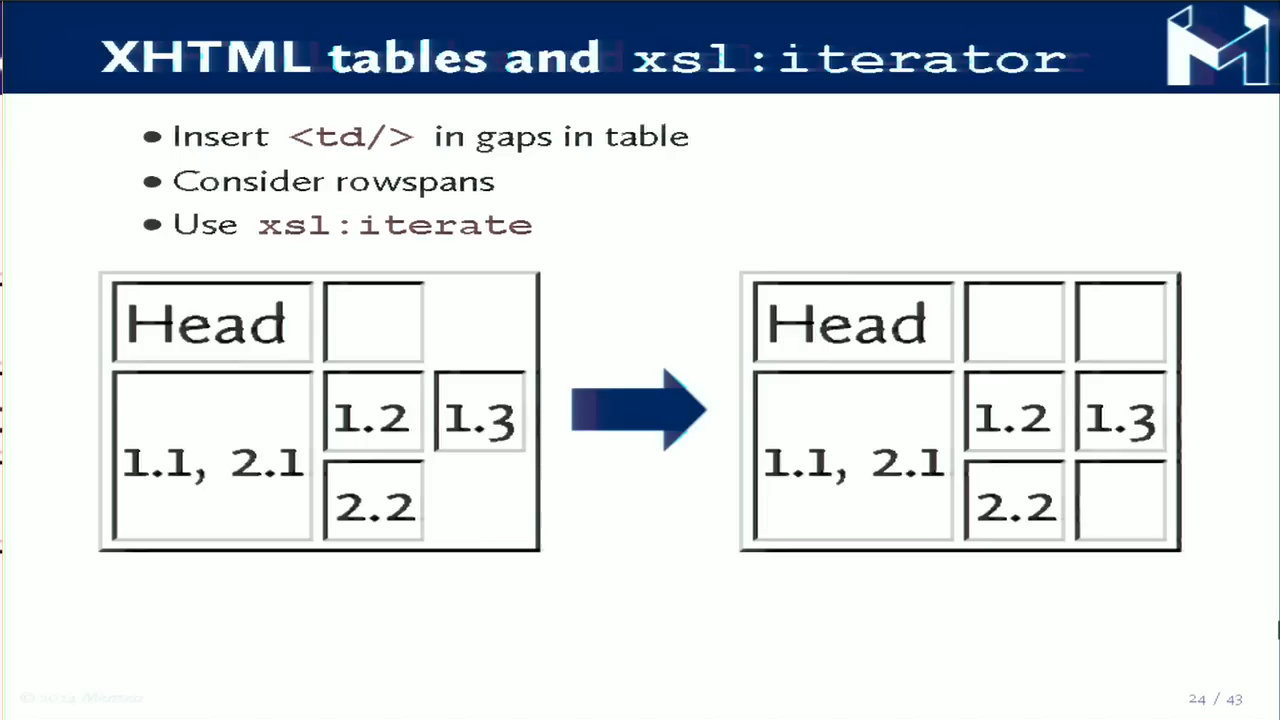 XHTML tables and xsl:iterator
• Insert <td/> in gaps in table
• Consider rowspans
• Use xsl:iterate
Head
1.2 1.3
1.1, 2.1
2.2
Head
1.2 1.3
1.1, 2.1
2.2
24 / 43